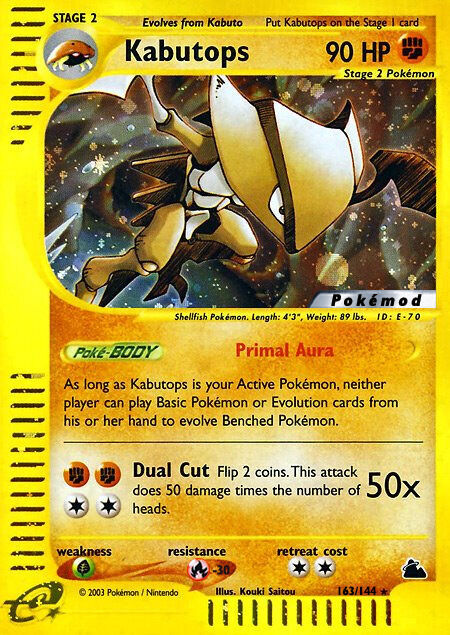 STAGE 2
Evolves from Kabuto
Put Kabutops on the Stage 1 card
Kabutops
90 HP
Stage 2 Pokémon
Pokémod
Shellfish Pokémon. Length: 4'3", Weight: 89 lbs. ID: E-70
Poké-BODY
Primal Aura
As long as Kabutops is your Active Pokémon, neither
player can play Basic Pokémon or Evolution cards from
his or her hand to evolve Benched Pokémon.
Dual Cut Flip 2 coins. This attack
does 50 damage times the number of
heads.
50x
weakness
resistance
retreat cost
-30
© 2003 Pokémon / Nintendo
Illus. Kouki Saitou
163/144 ★
e